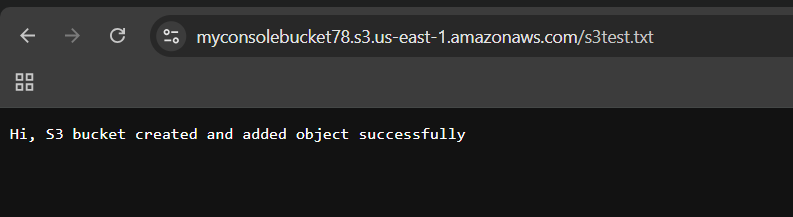 myconsolebucket78.s3.us-east-1.amazonaws.com/s3test.txt
Hi, S3 bucket created and added object successfully